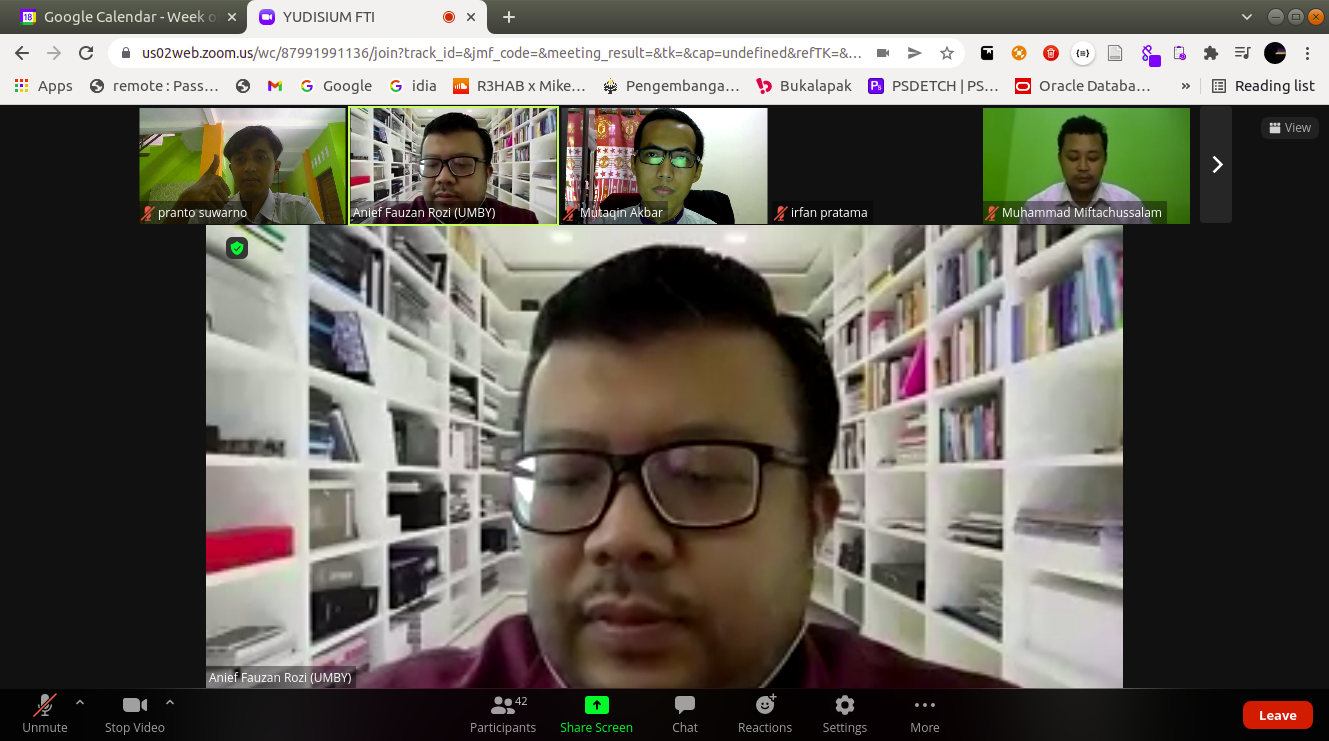 Google Calendar - Week o
YUDISIUM FTI
us02web.zoom.us/wc/87991991136/join?track_id=&jmf_code=&meeting_result=&tk=&cap=undefined&refTK=&...
Apps
remote : Pass...
Google
idia
R3HAB x Mike...
Pengembanga...
Bukalapak
PSDETCH | PS...
Oracle Databa...
»
Reading list
View
pranto suwarno
Anief Fauzan Rozi (UMBY)
Mutaqin Akbar
irfan pratama
Muhammad Miftachussalam
Anief Fauzan Rozi (UMBY)
Unmute
Stop Video
42
Participants
Share Screen
Chat
Reactions
Settings
More
Leave